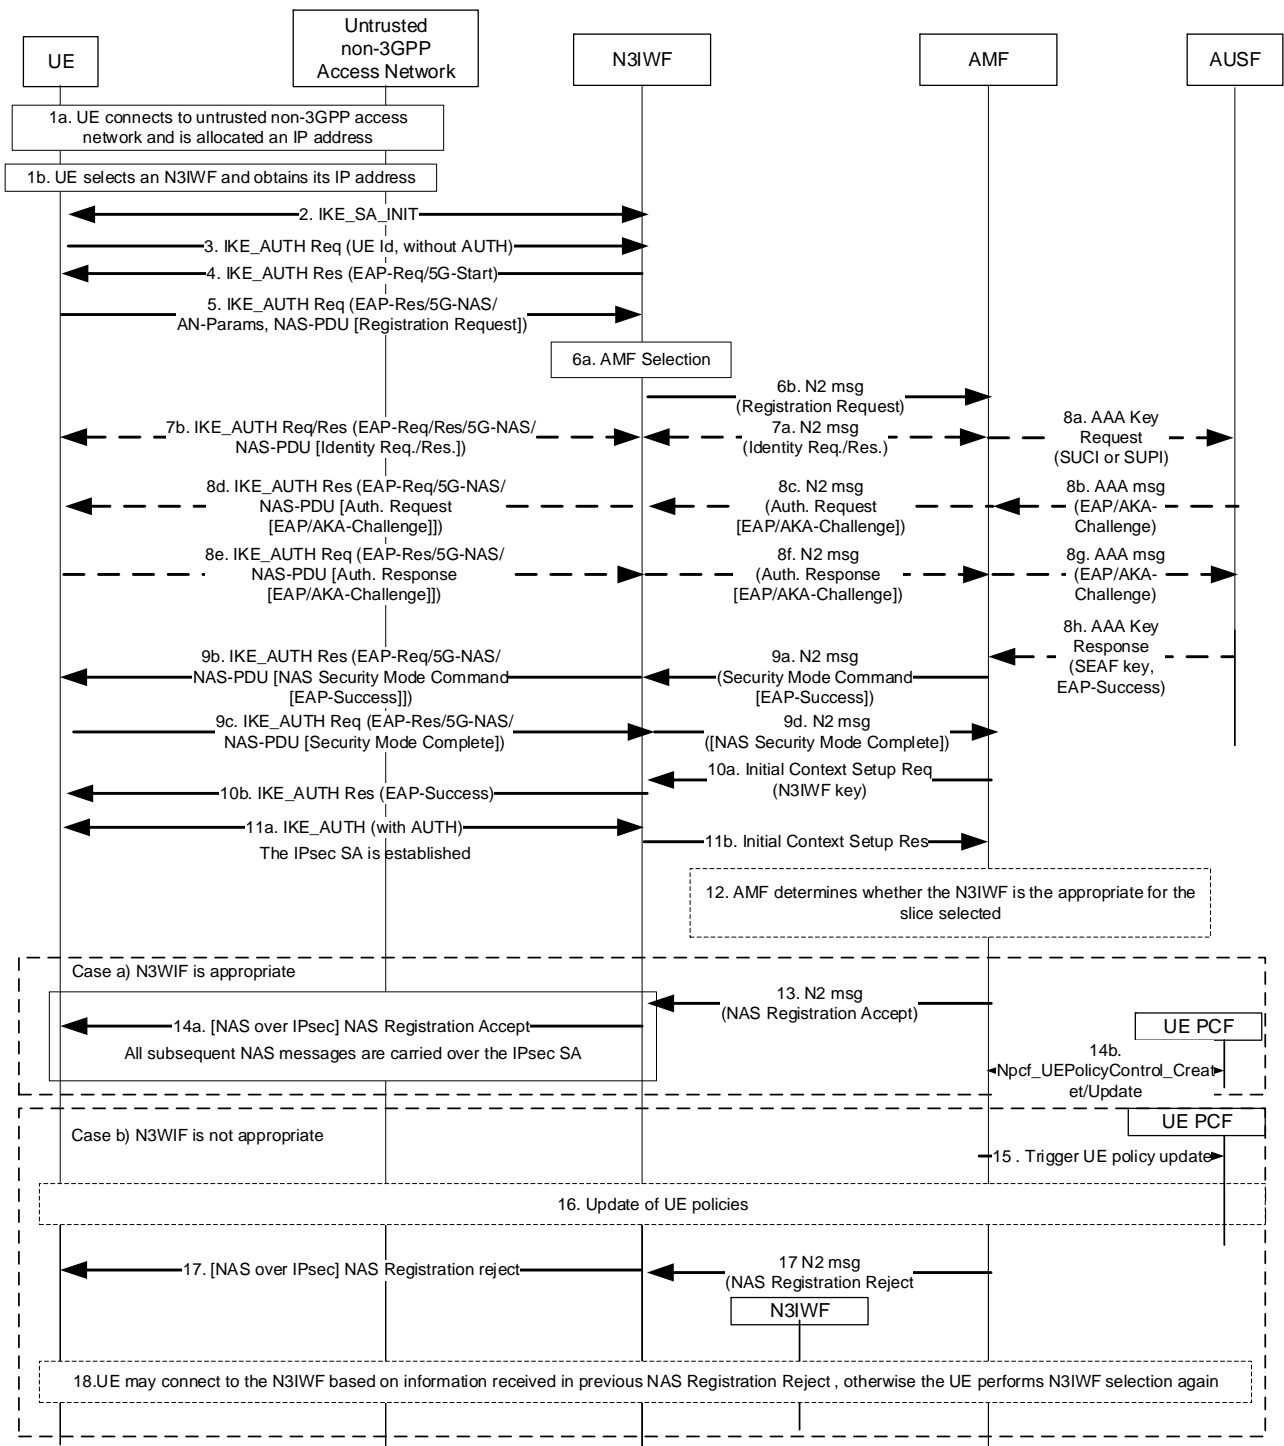 UE
Untrusted
non-3GPP
Access Network
N3IWF
AMF
AUSF
1a. UE connects to untrusted non-3GPP access
network and is allocated an IP address
1b. UE selects an N3IWF and obtains its IP address
2. IKE_SA_INIT
3. IKE_AUTH Req (UE Id, without AUTH)
4. IKE_AUTH Res (EAP-Req/5G-Start)
5. IKE_AUTH Req (EAP-Res/5G-NAS/
AN-Params, NAS-PDU [Registration Request])
6a. AMF Selection
6b. N2 msg
(Registration Request)
7b. IKE_AUTH Req/Res (EAP-Req/Res/5G-NAS/
NAS-PDU [Identity Req./Res.])
7a. N2 msg
(Identity Req./Res.)
8a. AAA Key
Request
(SUCI or SUPI)
8d. IKE_AUTH Res (EAP-Req/5G-NAS/
NAS-PDU [Auth. Request
[EAP/AKA-Challenge]])
8c. N2 msg
(Auth. Request
[EAP/AKA-Challenge])
8b. AAA msg
(EAP/AKA-
Challenge)
8e. IKE_AUTH Req (EAP-Res/5G-NAS/
NAS-PDU [Auth. Response
[EAP/AKA-Challenge]])
8f. N2 msg
(Auth. Response
[EAP/AKA-Challenge])
8g. AAA msg
(EAP/AKA-
Challenge)
8h. AAA Key
Response
(SEAF key,
EAP-Success)
9b. IKE_AUTH Res (EAP-Req/5G-NAS/
NAS-PDU [NAS Security Mode Command
[EAP-Success]])
9a. N2 msg
(Security Mode Command
[EAP-Success])
9c. IKE_AUTH Req (EAP-Res/5G-NAS/
NAS-PDU [Security Mode Complete])
9d. N2 msg
([NAS Security Mode Complete])
10a. Initial Context Setup Req
(N3IWF key)
10b. IKE_AUTH Res (EAP-Success)
11a. IKE_AUTH (with AUTH)
The IPsec SA is established
11b. Initial Context Setup Res
12. AMF determines whether the N3IWF is the appropriate for the
slice selected
Case a) N3WIF is appropriate
13. N2 msg
(NAS Registration Accept)
14a. [NAS over IPsec] NAS Registration Accept
All subsequent NAS messages are carried over the IPsec SA
UE PCF
14b.
Npcf_UEPolicyControl_Creat
et/Update
Case b) N3WIF is not appropriate
UE PCF
15 . Trigger UE policy update
16. Update of UE policies
17. [NAS over IPsec] NAS Registration reject
17 N2 msg
(NAS Registration Reject
N3IWF
18.UE may connect to the N3IWF based on information received in previous NAS Registration Reject , otherwise the UE performs N3IWF selection again